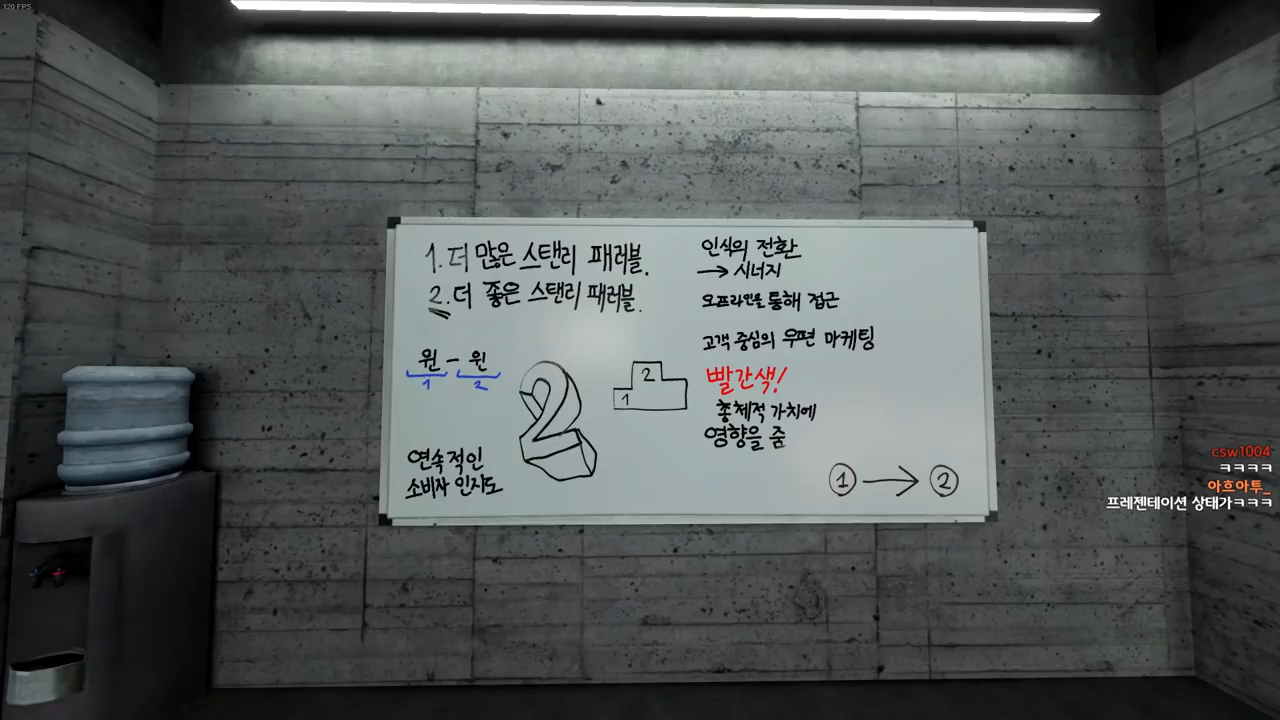 120 FPS
1. 더 많은 스탠리 패러블.
2. 더 좋은 스탠리 패러블.
윈 - 윈
1 2
2
연속적인
소비자 인지도
2
1
인식의 전환
→ 시너지
오프라인을 통해 접근
고객 중심의 우편 마케팅
빨간색!
총체적 가치에
영향을 줌
① → ②
csw1004
ㅋㅋㅋㅋ
아흐아투_
프레젠테이션 상태가ㅋㅋㅋ